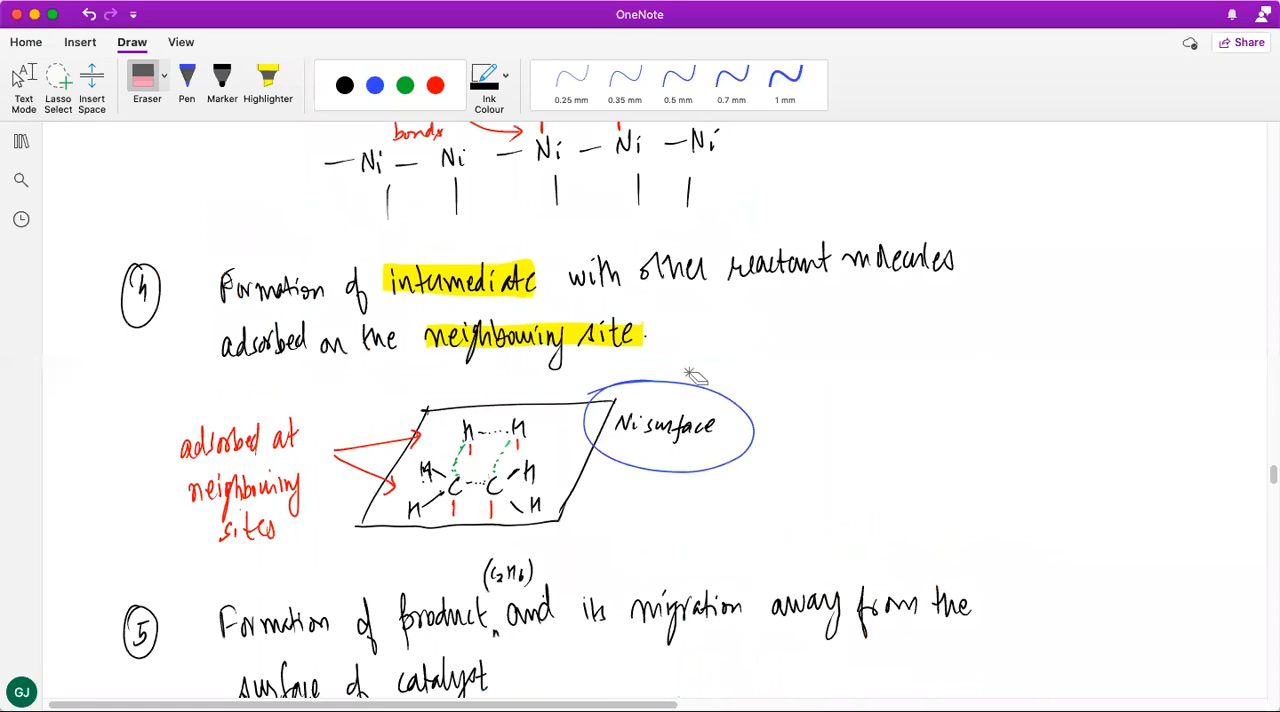 OneNote
Home Insert Draw View
Share
Text Mode
Lasso Select
Insert Space
Eraser
Pen
Marker
Highlighter
Ink Colour
0.25 mm
0.35 mm
0.5 mm
0.7 mm
1 mm
bonds
— Ni — Ni — Ni — Ni — Ni
4 Formation of intermediate with other reactant molecules
adsorbed on the neighbouring site.
adsorbed at
neighbouring
sites
Ni surface
H ..... H
H H
C ..... C
H H
(C₂H₆)
5 Formation of product and its migration away from the
surface of catalyst
GJ